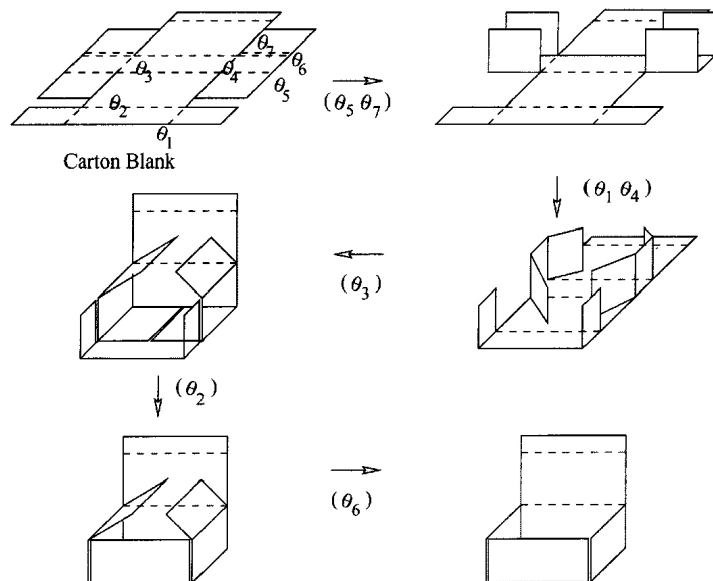 θ₇
θ₃ θ₄ θ₆
θ₅
θ₂
θ₁
Carton Blank
(θ₅ θ₇)
(θ₁ θ₄)
(θ₃)
(θ₂)
(θ₆)